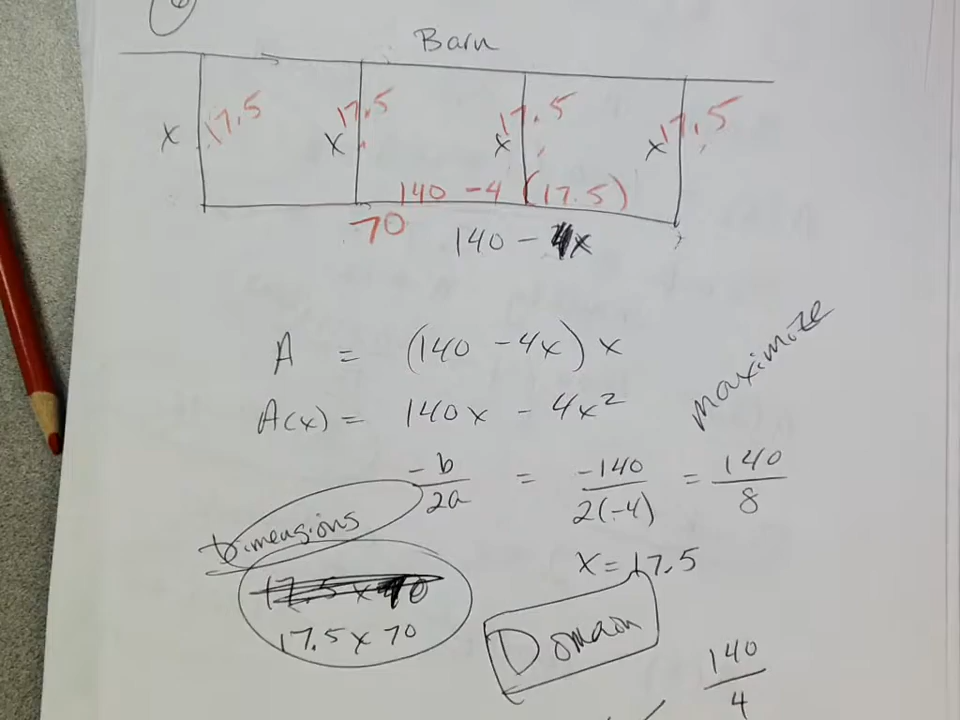 6
Barn
x 17.5 x 17.5 x 17.5 x 17.5
140 - 4 (17.5)
70
140 - 4x
A = (140 - 4x) x
A(x) = 140x - 4x²
maximize
-b/2a = -140/2(-4) = 140/8
Dimensions
x = 17.5
17.5 x 70
Domain
140/4